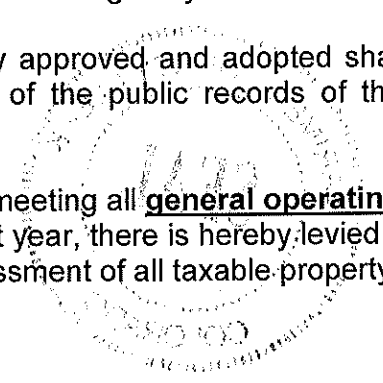 y approved and adopted sha
of the public records of th
meeting all general operatin
t year, there is hereby levied
ssment of all taxable property